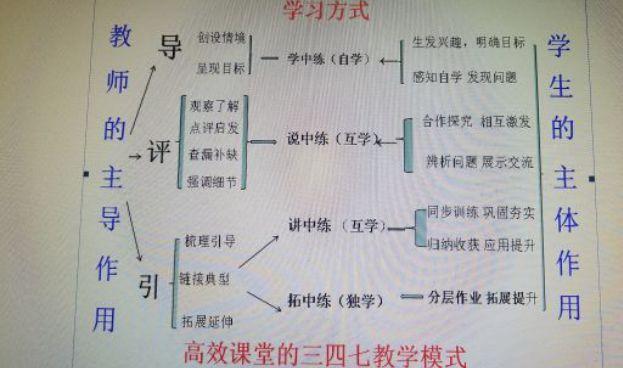 学习方式
教师的主导作用
导
创设情境
呈现目标
学中练（自学）
生发兴趣，明确目标
感知自学 发现问题
评
观察了解
点评启发
查漏补缺
强调细节
说中练（互学）
合作探究 相互激发
辨析问题 展示交流
引
梳理引导
链接典型
拓展延伸
讲中练（互学）
同步训练 巩固夯实
归纳收获 应用提升
拓中练（独学）
分层作业 拓展提升
学生的主体作用
高效课堂的三四七教学模式